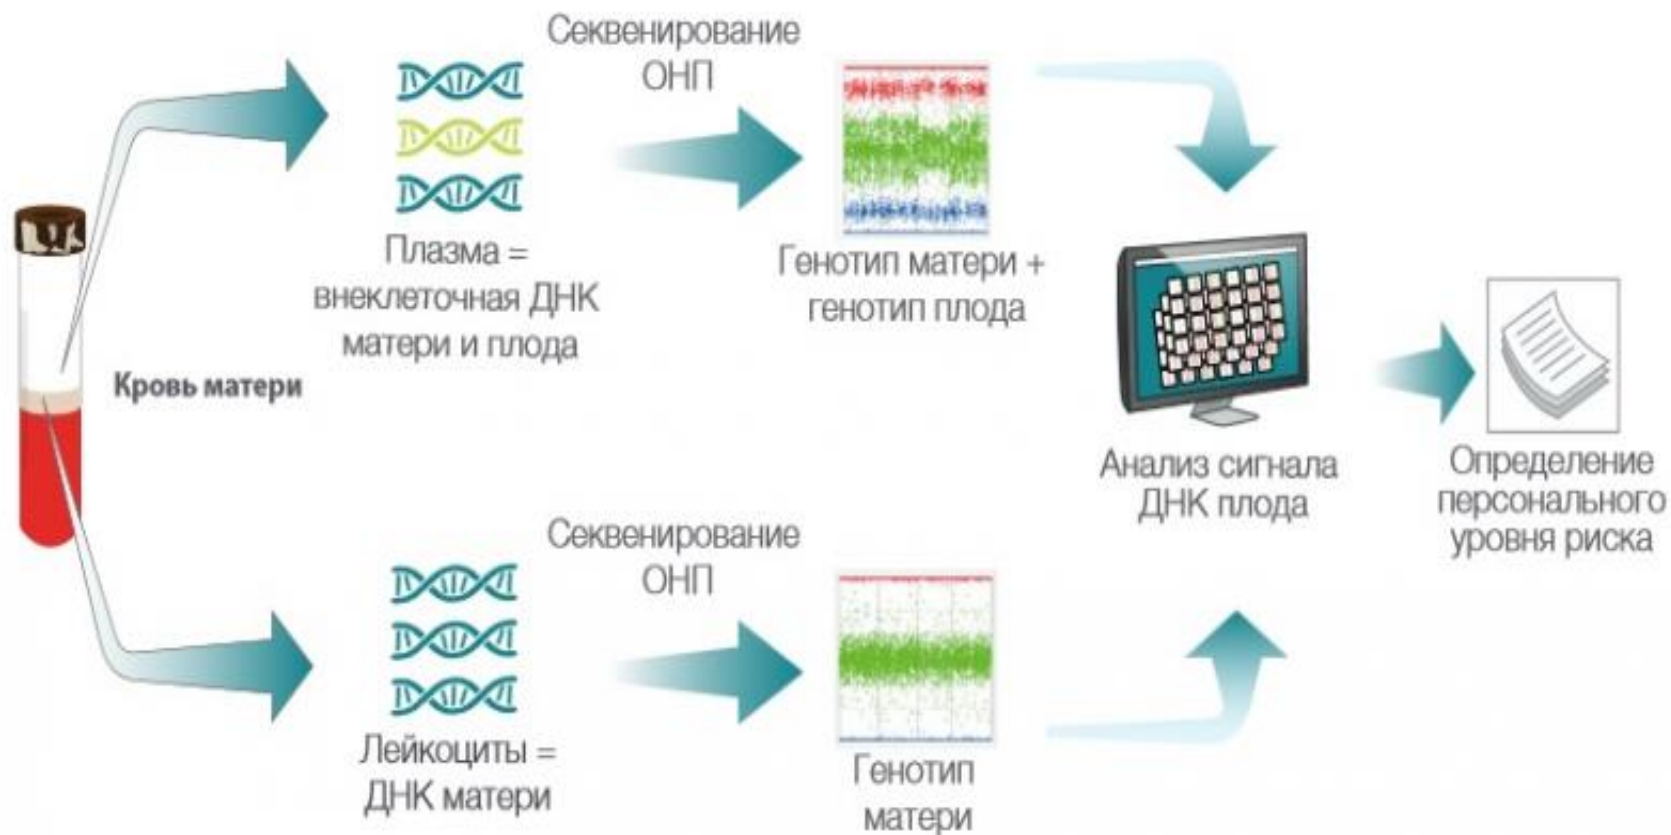 Секвенирование
ОНП
Плазма =
внеклеточная ДНК
матери и плода
Генотип матери +
генотип плода
Кровь матери
Анализ сигнала
ДНК плода
Определение
персонального
уровня риска
Секвенирование
ОНП
Лейкоциты =
ДНК матери
Генотип
матери